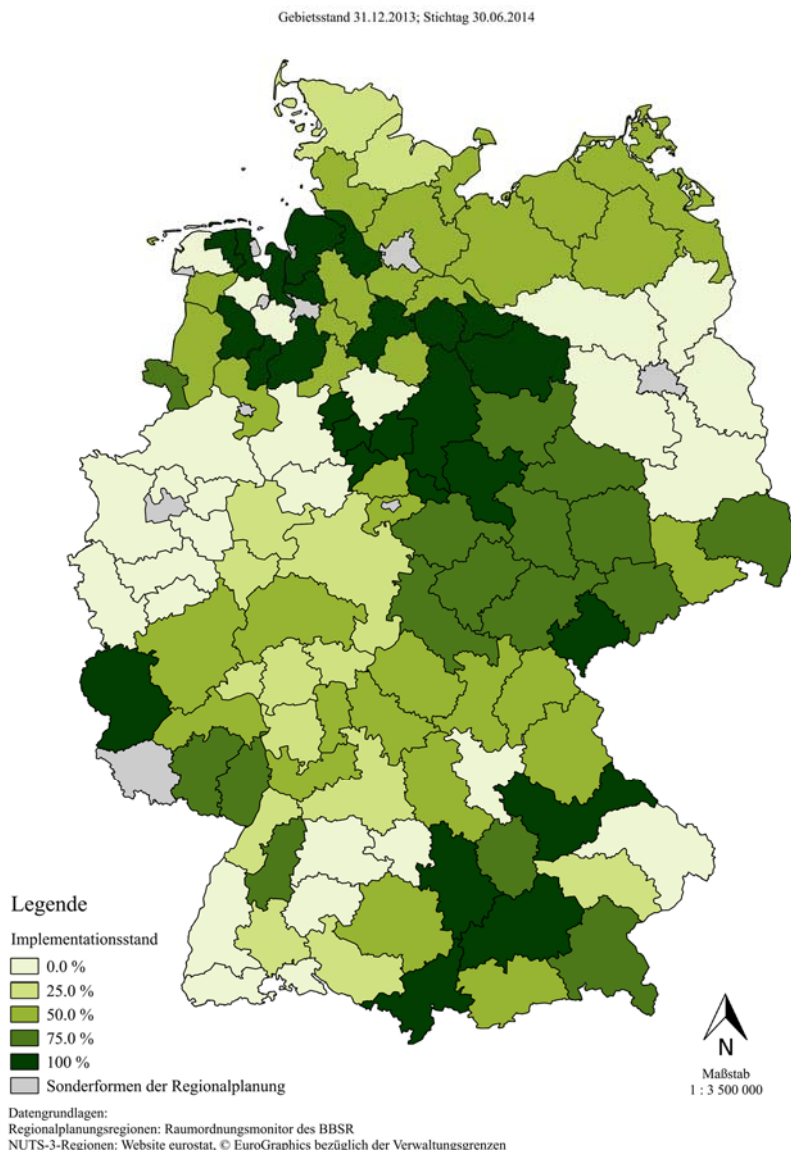 Gebietsstand 31.12.2013; Stichtag 30.06.2014
Legende
Implementationsstand
0.0 %
25.0 %
50.0 %
75.0 %
100 %
Sonderformen der Regionalplanung
N
Maßstab
1 : 3 500 000
Datengrundlagen:
Regionalplanungsregionen: Raumordnungsmonitor des BBSR
NUTS-3-Regionen: Website eurostat, © EuroGraphics bezüglich der Verwaltungsgrenzen